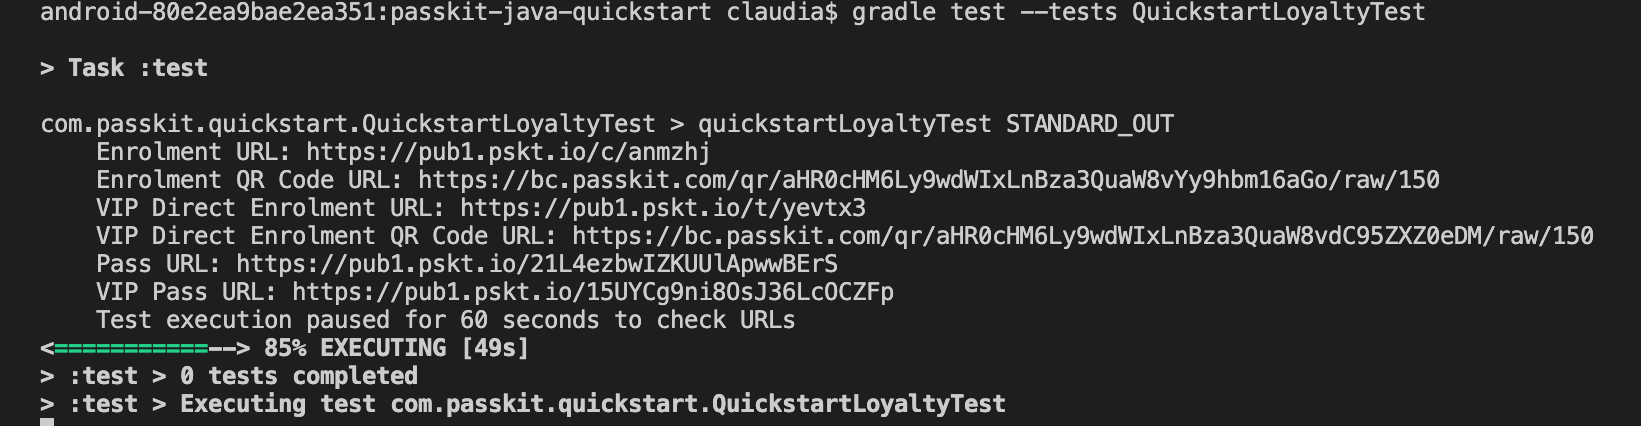 android-80e2ea9bae2ea351:passkit-java-quickstart claudia$ gradle test --tests QuickstartLoyaltyTest
> Task :test
com.passkit.quickstart.QuickstartLoyaltyTest > quickstartLoyaltyTest STANDARD_OUT
Enrolment URL: https://pub1.pskt.io/c/anmzhj
Enrolment QR Code URL: https://bc.passkit.com/qr/aHR0cHM6Ly9wdWIxLnBza3QuaW8vYy9hbm16aGo/raw/150
VIP Direct Enrolment URL: https://pub1.pskt.io/t/yevtx3
VIP Direct Enrolment QR Code URL: https://bc.passkit.com/qr/aHR0cHM6Ly9wdWIxLnBza3QuaW8vdC95ZXZ0eDM/raw/150
Pass URL: https://pub1.pskt.io/21L4ezbwIZKUUlApwwBErS
VIP Pass URL: https://pub1.pskt.io/15UYCg9ni8OsJ36LcOCZFp
Test execution paused for 60 seconds to check URLs
<===========--> 85% EXECUTING [49s]
> :test > 0 tests completed
> :test > Executing test com.passkit.quickstart.QuickstartLoyaltyTest